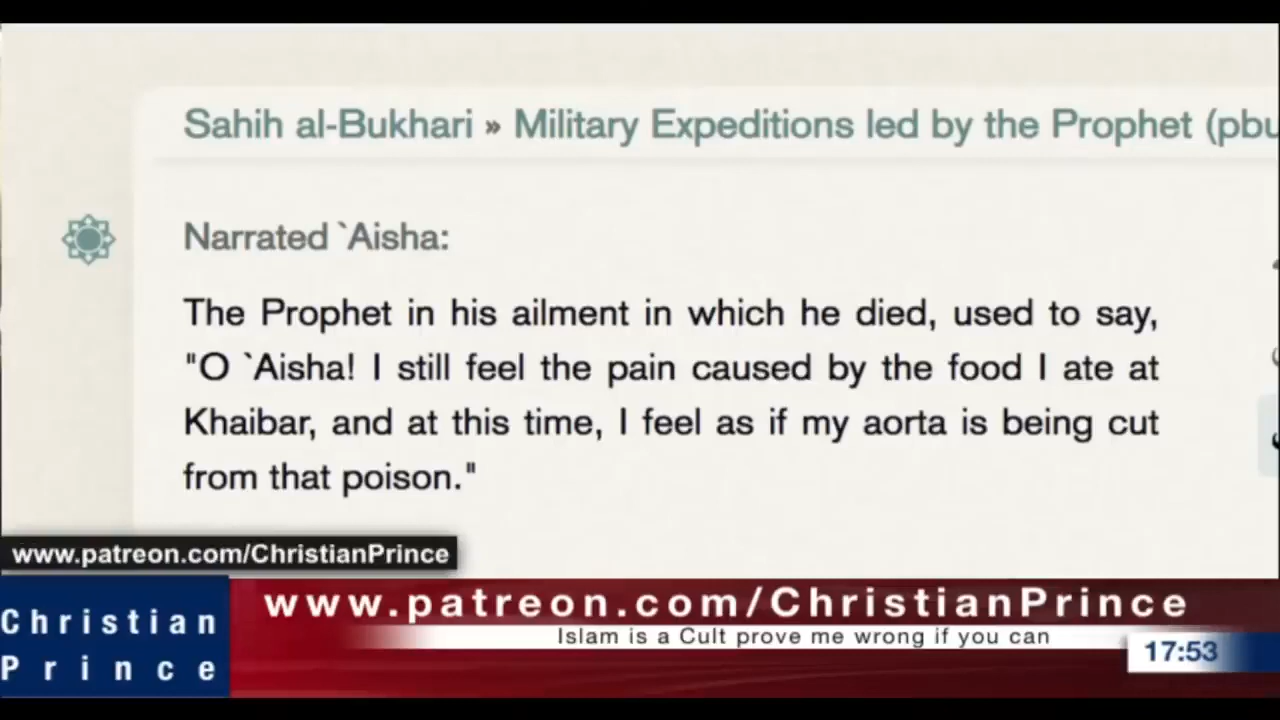 Sahih al-Bukhari » Military Expeditions led by the Prophet (pbu
Narrated `Aisha:
The Prophet in his ailment in which he died, used to say,
"O `Aisha! I still feel the pain caused by the food I ate at
Khaibar, and at this time, I feel as if my aorta is being cut
from that poison."
www.patreon.com/ChristianPrince
www.patreon.com/ChristianPrince
Islam is a Cult prove me wrong if you can
Christian
Prince
17:53